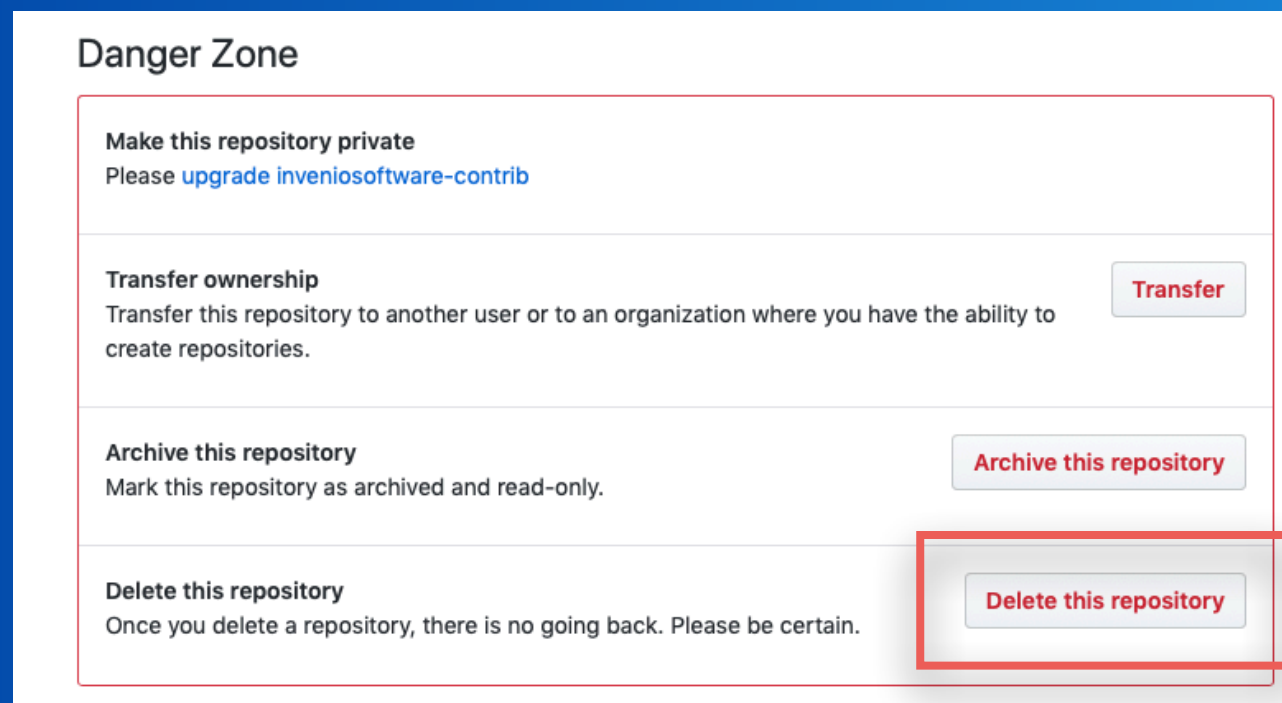 Danger Zone
Make this repository private
Please upgrade inveniosoftware-contrib
Transfer ownership
Transfer this repository to another user or to an organization where you have the ability to
create repositories.
Transfer
Archive this repository
Mark this repository as archived and read-only.
Archive this repository
Delete this repository
Once you delete a repository, there is no going back. Please be certain.
Delete this repository